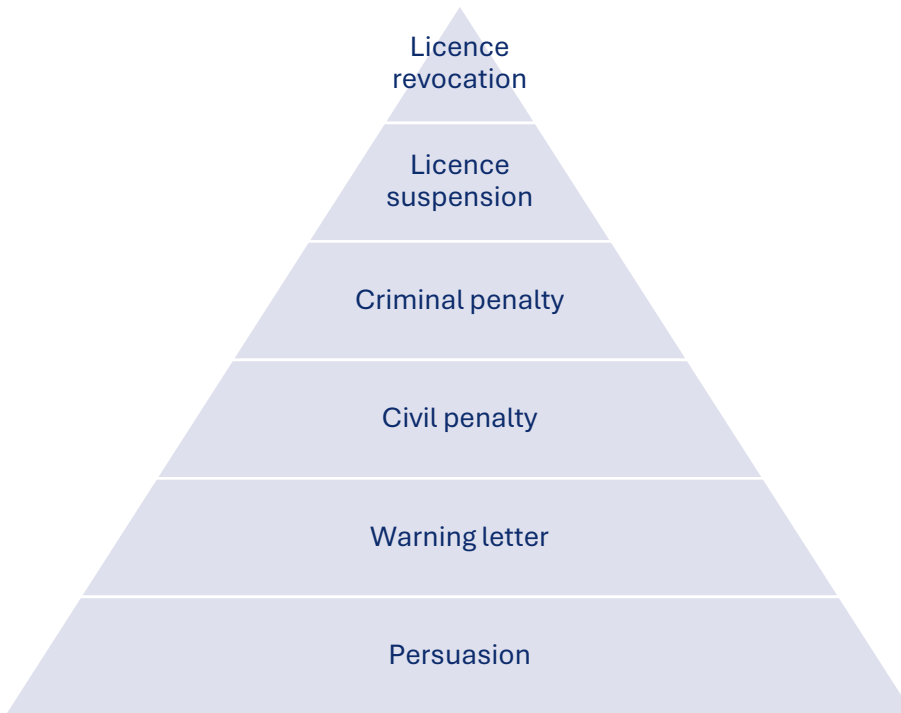 Licence
revocation
Licence
suspension
Criminal penalty
Civil penalty
Warning letter
Persuasion